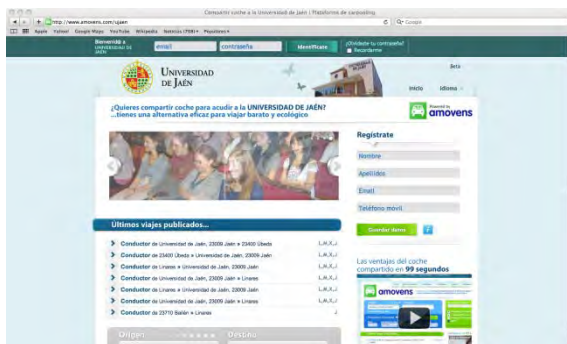 Compartir coche a la Universidad de Jaén | Plataforma de carpooling
http://www.amovens.com/ujaen
Google
Apple Yahoo! Google Maps YouTube Wikipedia Noticias Populares
Bienvenido a
UNIVERSIDAD DE
JAÉN
email
contraseña
Identifícate
¿Olvidaste tu contraseña?
Recordarme
UNIVERSIDAD
DE JAÉN
Beta
Inicio
Idioma
¿Quieres compartir coche para acudir a la UNIVERSIDAD DE JAÉN?
...tienes una alternativa eficaz para viajar barato y ecológico
Powered by
amovens
Regístrate
Nombre
Apellidos
Email
Teléfono móvil
Guardar datos
Últimos viajes publicados...
Conductor de Universidad de Jaén, 23009 Jaén » 23400 Úbeda L,M,X,J
Conductor de 23400 Úbeda » Universidad de Jaén, 23009 Jaén L,M,X,J
Conductor de Linares » Universidad de Jaén, 23009 Jaén L,M,X,J
Conductor de Universidad de Jaén, 23009 Jaén » Linares L,M,X,J
Conductor de Linares » Universidad de Jaén, 23009 Jaén L,M,X,J
Conductor de Universidad de Jaén, 23009 Jaén » Linares L,M,X,J
Conductor de 23710 Bailén » Linares J
Origen
Destino
Las ventajas del coche
compartido en 99 segundos
amovens